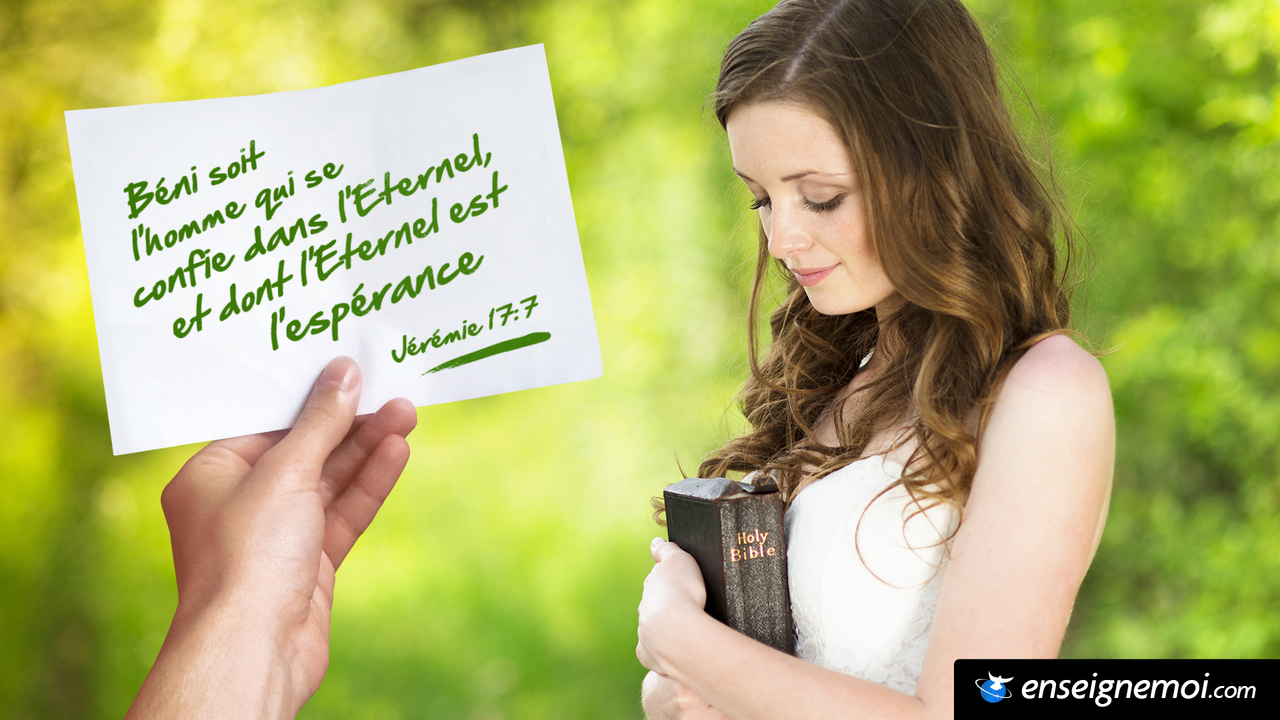 Béni soit
l'homme qui se
confie dans l'Eternel,
et dont l'Eternel est
l'espérance
Jérémie 17:7
Holy
Bible
enseignemoi.com